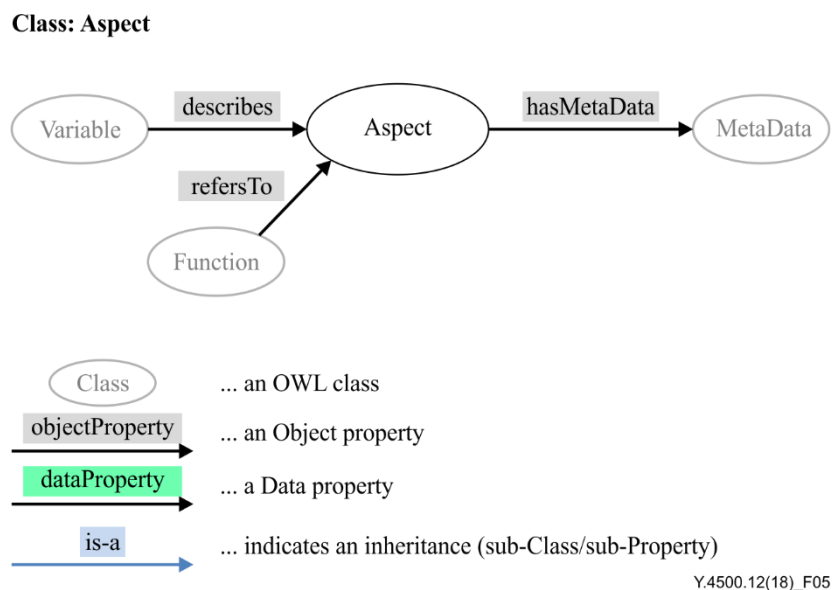 Class: Aspect
describes
hasMetaData
Variable
Aspect
MetaData
refersTo
Function
Class
... an OWL class
objectProperty
... an Object property
dataProperty
... a Data property
is-a
... indicates an inheritance (sub-Class/sub-Property)
Y.4500.12(18)_F05